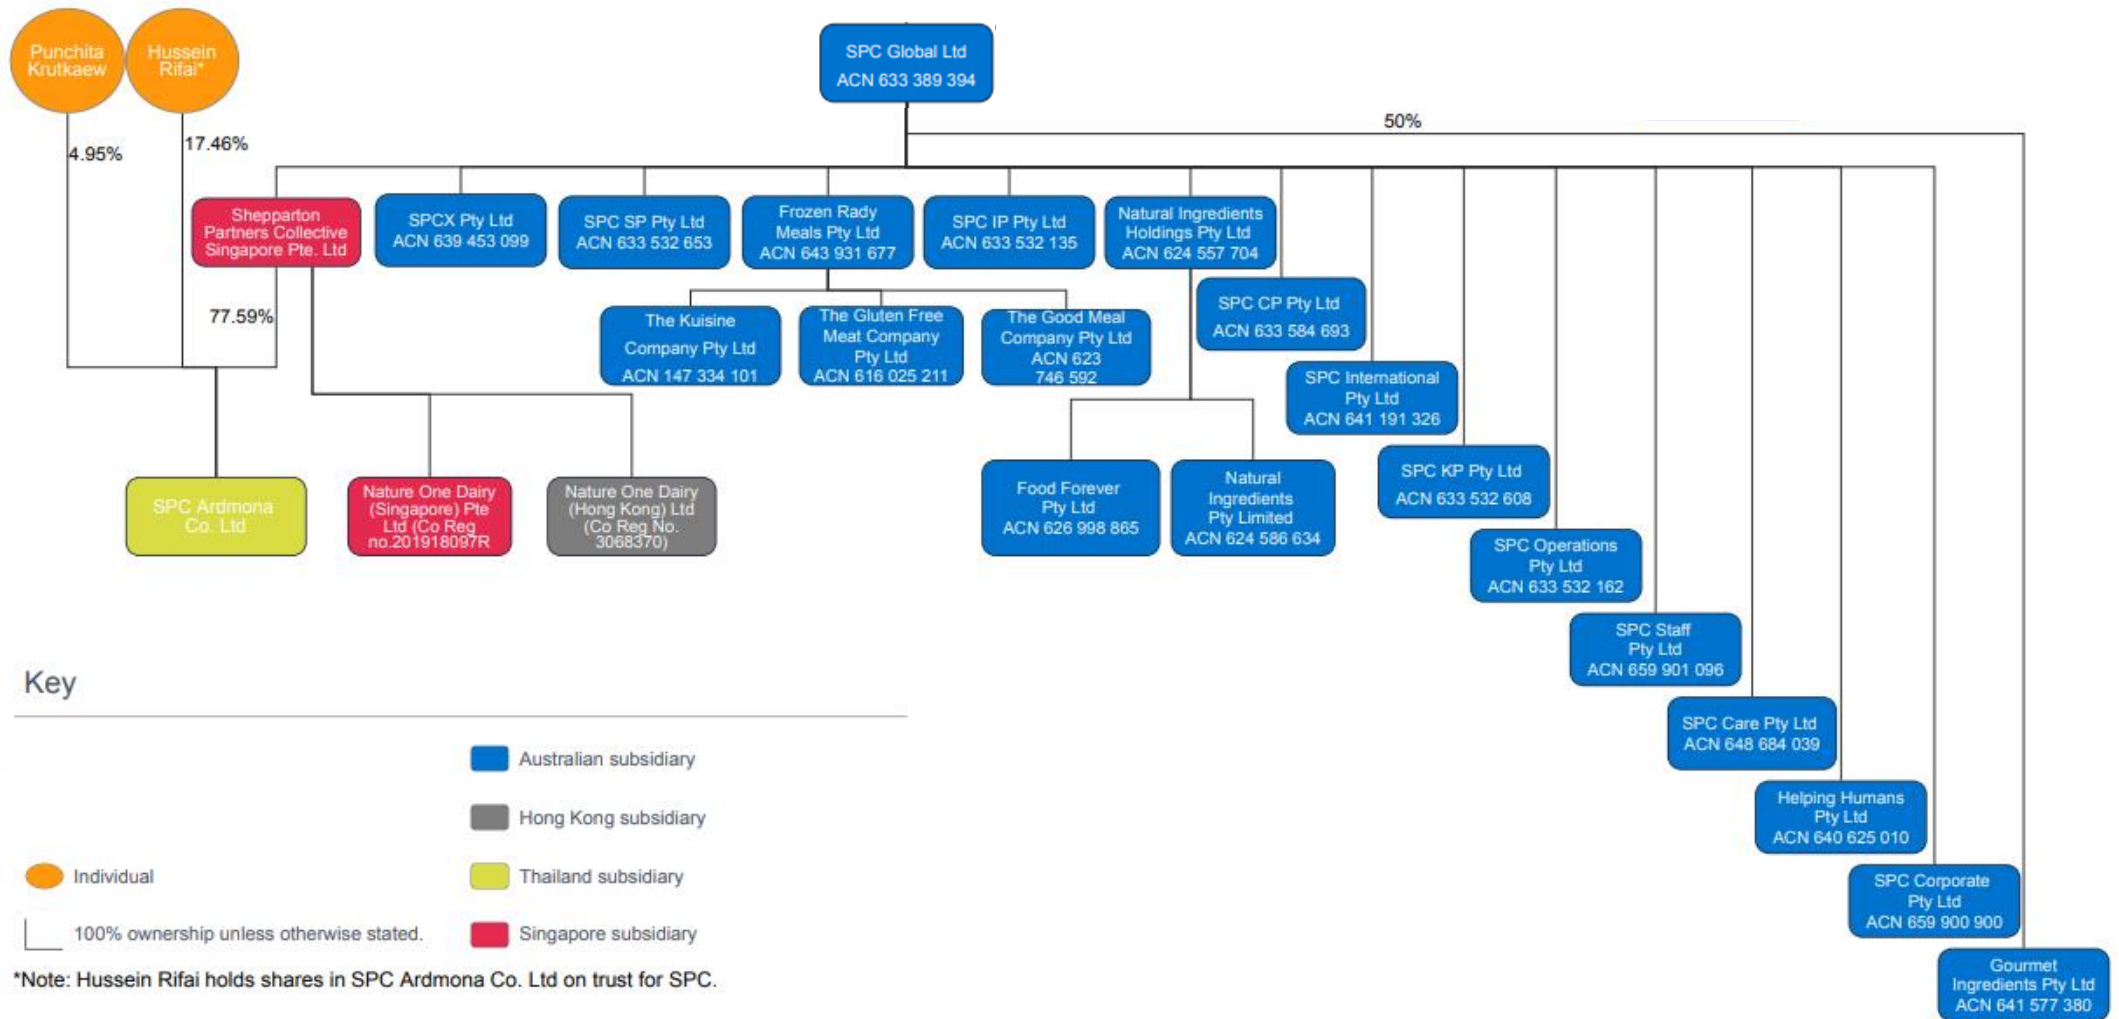 Punchita
Krutkaew
Hussein
Rifai*
SPC Global Ltd
ACN 633 389 394
50%
4.95%
17.46%
Shepparton
Partners Collective
Singapore Pte. Ltd
SPCX Pty Ltd
ACN 639 453 099
SPC SP Pty Ltd
ACN 633 532 653
Frozen Rady
Meals Pty Ltd
ACN 643 931 677
SPC IP Pty Ltd
ACN 633 532 135
Natural Ingredients
Holdings Pty Ltd
ACN 624 557 704
77.59%
The Kuisine
Company Pty Ltd
ACN 147 334 101
The Gluten Free
Meat Company
Pty Ltd
ACN 616 025 211
The Good Meal
Company Pty Ltd
ACN 623
746 592
SPC CP Pty Ltd
ACN 633 584 693
SPC International
Pty Ltd
ACN 641 191 326
SPC KP Pty Ltd
ACN 633 532 608
SPC Ardmona
Co. Ltd
Nature One Dairy
(Singapore) Pte
Ltd (Co Reg
no.201918097R
Nature One Dairy
(Hong Kong) Ltd
(Co Reg No.
3068370)
Food Forever
Pty Ltd
ACN 626 998 865
Natural
Ingredients
Pty Limited
ACN 624 586 634
SPC Operations
Pty Ltd
ACN 633 532 162
SPC Staff
Pty Ltd
ACN 659 901 096
SPC Care Pty Ltd
ACN 648 684 039
Helping Humans
Pty Ltd
ACN 640 625 010
SPC Corporate
Pty Ltd
ACN 659 900 900
Gourmet
Ingredients Pty Ltd
ACN 641 577 380
Key
Australian subsidiary
Hong Kong subsidiary
Individual
Thailand subsidiary
100% ownership unless otherwise stated.
Singapore subsidiary
*Note: Hussein Rifai holds shares in SPC Ardmona Co. Ltd on trust for SPC.